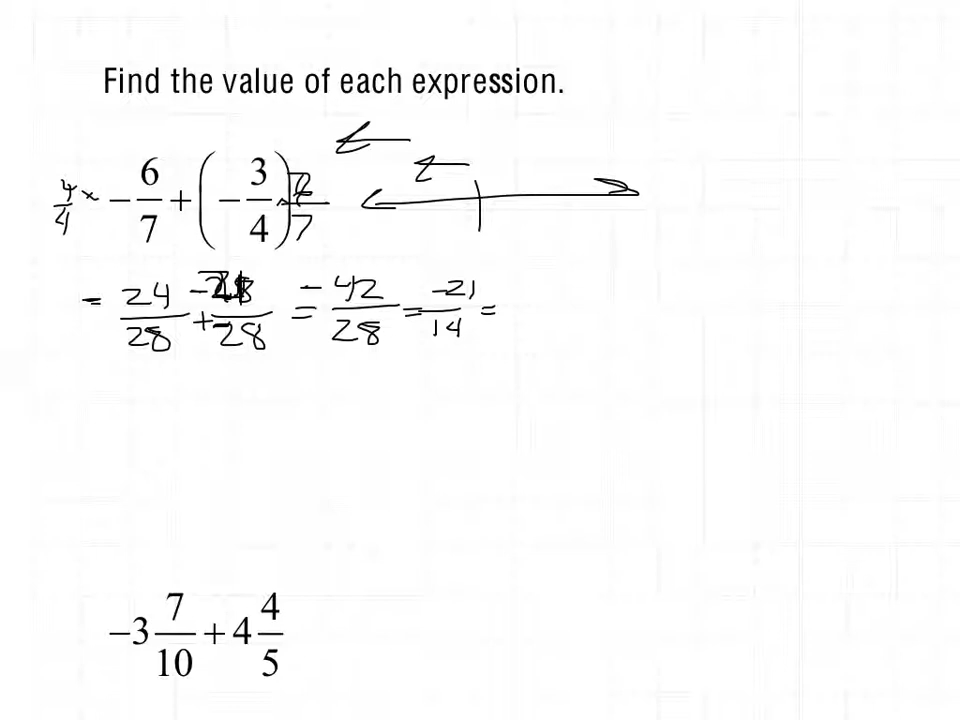 Find the value of each expression.
4/4 × −6/7 + (−3/4) × 7/7
= 24/28 + /28 = −42/28 = −21/14 =
−3 7/10 + 4 4/5